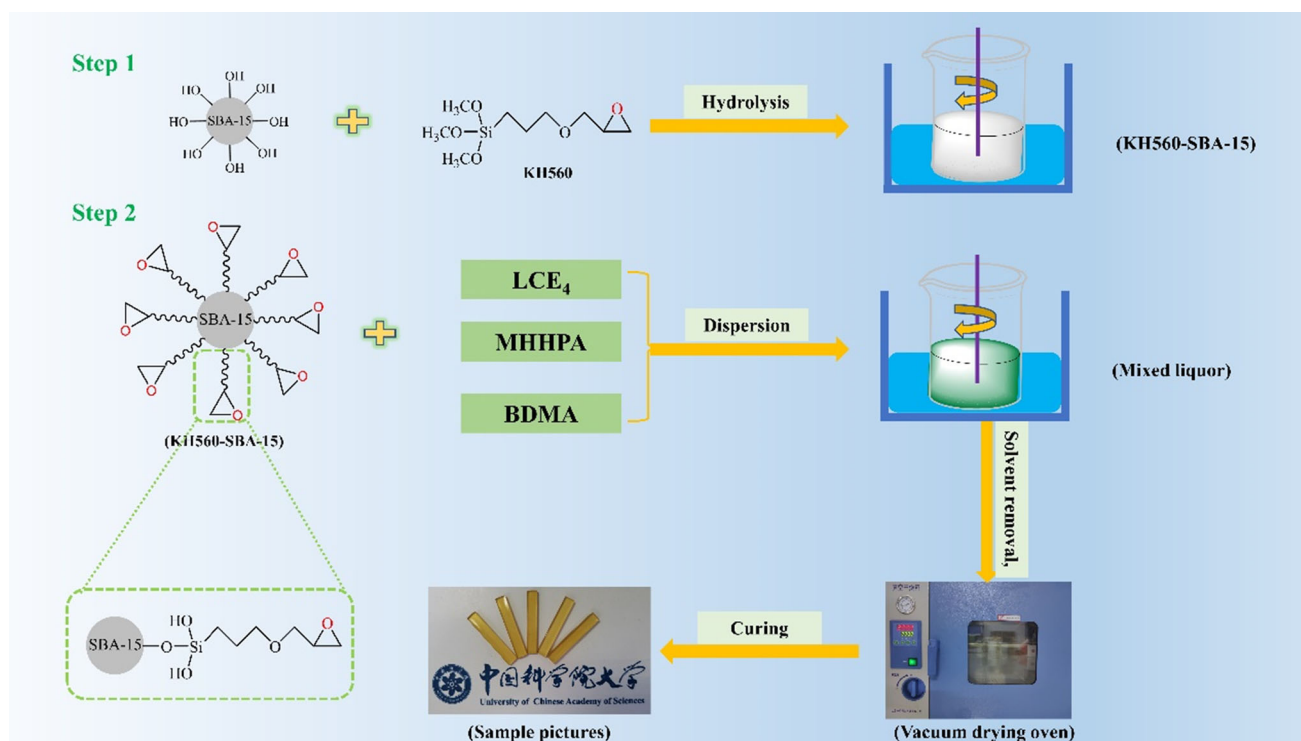 Step 1
OH
HO
OH
HO
SBA-15
OH
HO
OH
OH
H₃CO
H₃CO
Si
O
O
H₃CO
KH560
Hydrolysis
(KH560-SBA-15)
Step 2
O
O
O
O
SBA-15
O
O
O
O
(KH560-SBA-15)
LCE₄
MHHPA
BDMA
Dispersion
(Mixed liquor)
Solvent removal,
HO
O
SBA-15
O
Si
O
HO
中国科学院大学
University of Chinese Academy of Sciences
(Sample pictures)
Curing
(Vacuum drying oven)